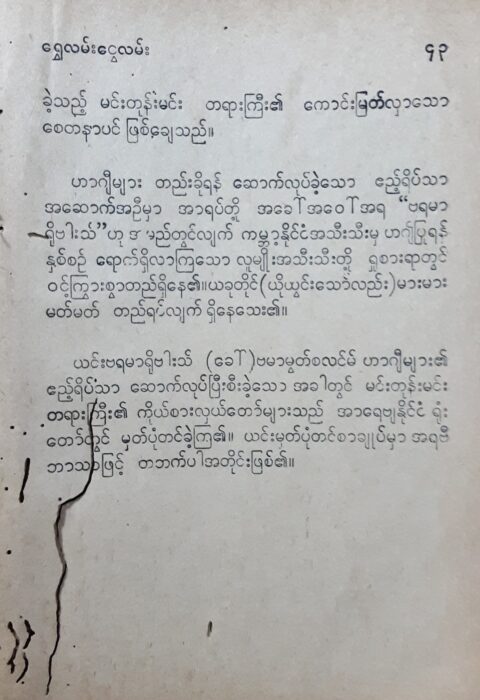 ရွှေလမ်းငွေလမ်း ၄၃
ခဲ့သည့် မင်းတုန်းမင်း တရားကြီး၏ ကောင်းမြတ်လှာသော
စေတနာပင် ဖြစ်ချေသည်။
ဟာဂျီများ တည်းခိုရန် ဆောက်လုပ်ခဲ့သော ဧည့်ရိပ်သာ
အဆောက်အဦမှာ အာရပ်တို့ အခေါ်အဝေါ်အရ “ဗရမာ
ရိုဗါးသ်”ဟု အမည်တွင်လျက် ကမ္ဘာ့နိုင်ငံအသီးသီးမှ ဟဂျ်ပြုရန်
နှစ်စဉ် ရောက်ရှိလာကြသော လူမျိုးအသီးသီးတို့ ရှုစားရာတွင်
ဝင့်ကြွားစွာတည်ရှိနေ၏။ယခုတိုင်(ယိုယွင်းသော်လည်း)မားမား
မတ်မတ် တည်ရပ်လျက် ရှိနေသေး၏။
ယင်းဗရမာရိုဗါးသ် (ခေါ်)ဗမာမွတ်စလင်မ် ဟာဂျီများ၏
ဧည့်ရိပ်သာ ဆောက်လုပ်ပြီးစီးခဲ့သော အခါတွင် မင်းတုန်းမင်း
တရားကြီး၏ ကိုယ်စားလှယ်တော်များသည် အာရေဗျနိုင်ငံ ရုံး
တော်တွင် မှတ်ပုံတင်ခဲ့ကြ၏။ ယင်းမှတ်ပုံတင်စာချုပ်မှာ အရဗီ
ဘာသာဖြင့် တဘက်ပါအတိုင်းဖြစ်၏။